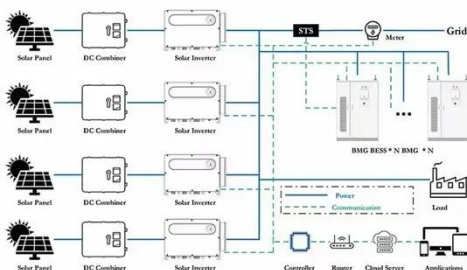 STS
Meter
Grid
Solar Panel DC Combiner Solar Inverter
Solar Panel DC Combiner Solar Inverter
BMG BESS * N BMG * N
Solar Panel DC Combiner Solar Inverter
Power
Communication
Load
Solar Panel DC Combiner Solar Inverter
Controller Router Cloud Server Applications